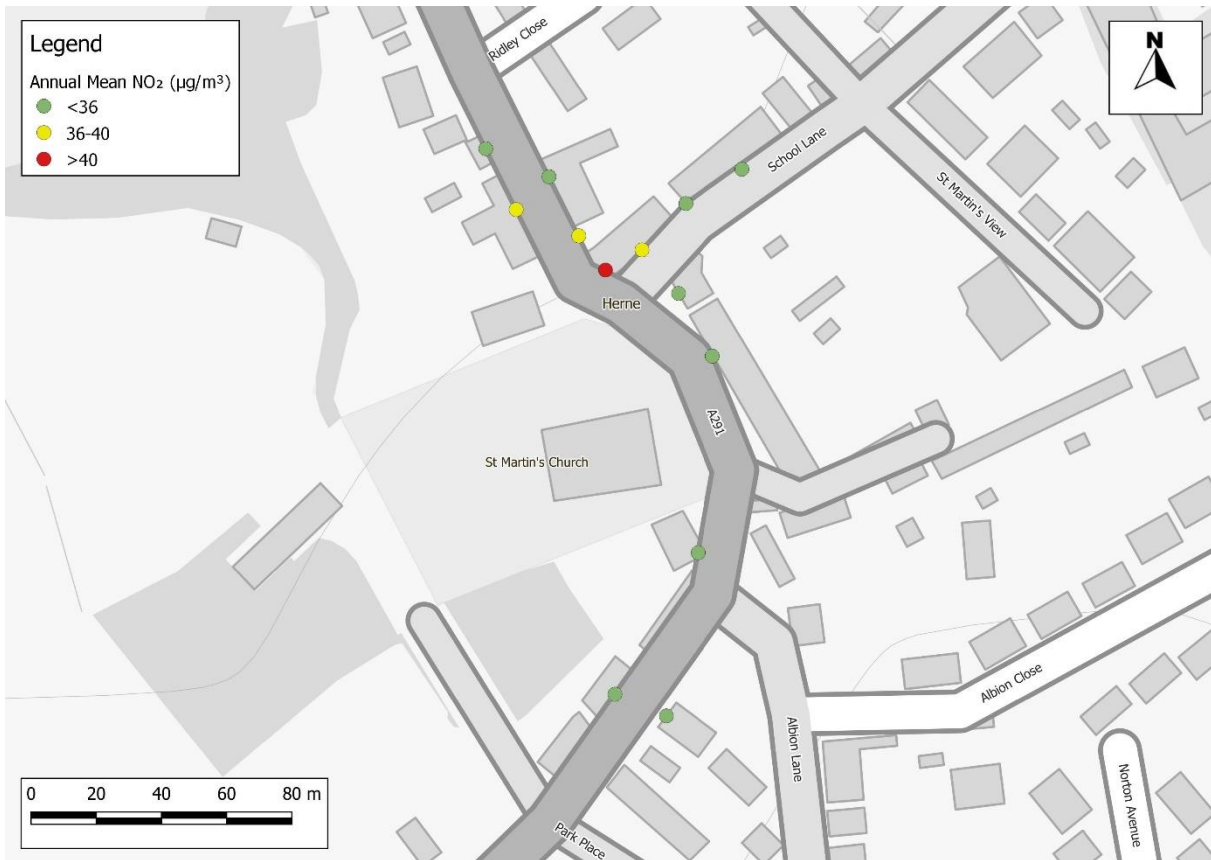 Legend
Annual Mean NO₂ (µg/m³)
<36
36-40
>40
N
Ridley Close
School Lane
St Martin's View
Herne
A291
St Martin's Church
Albion Close
Albion Lane
Norton Avenue
Park Place
0 20 40 60 80 m